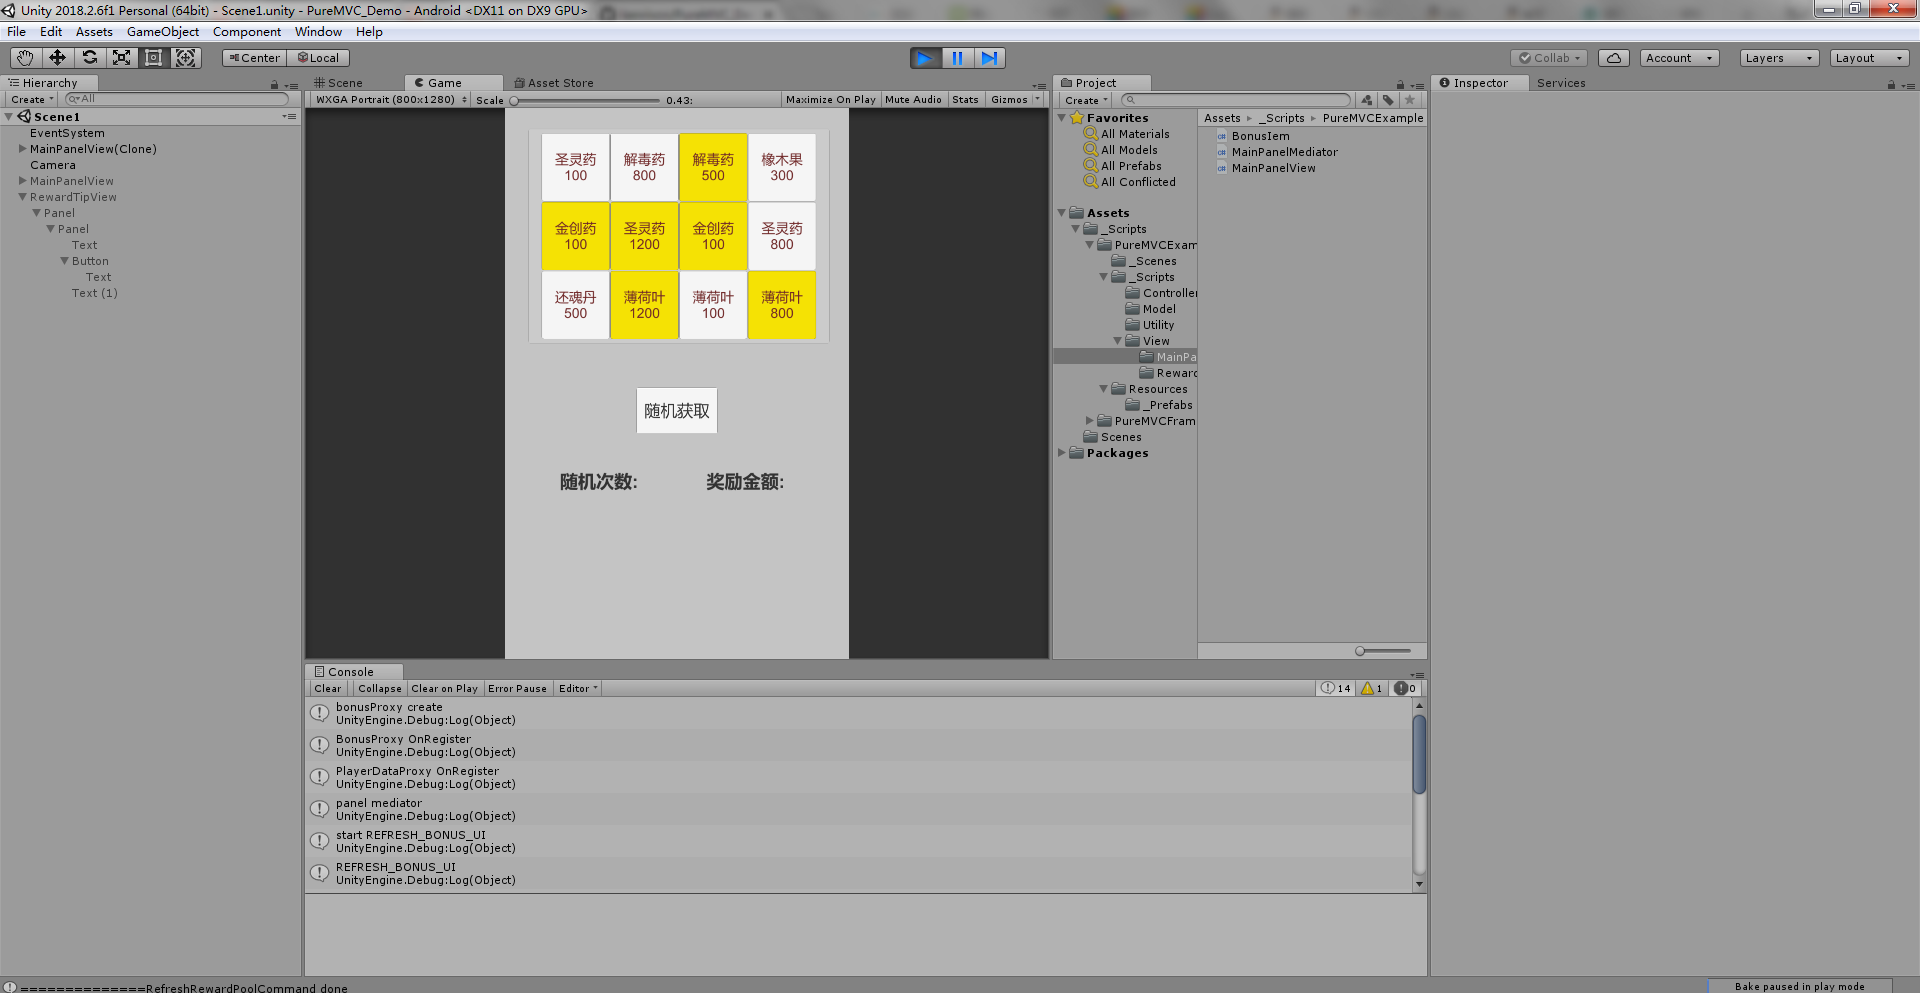 Unity 2018.2.6f1 Personal (64bit) - Scene1.unity - PureMVC_Demo - Android <DX11 on DX9 GPU>
File Edit Assets GameObject Component Window Help
Center Local Collab Account Layers Layout
Hierarchy
Create All
Scene1
EventSystem
MainPanelView(Clone)
Camera
MainPanelView
RewardTipView
Panel
Panel
Text
Button
Text
Text (1)
Scene Game Asset Store
WXGA Portrait (800x1280) Scale 0.43: Maximize On Play Mute Audio Stats Gizmos
圣灵药 解毒药 解毒药 橡木果
100 800 500 300
金创药 圣灵药 金创药 圣灵药
100 1200 100 800
还魂丹 薄荷叶 薄荷叶 薄荷叶
500 1200 100 800
随机获取
随机次数: 奖励金额:
Project
Create
Favorites
All Materials
All Models
All Prefabs
All Conflicted
Assets
_Scripts
PureMVCExam
_Scenes
_Scripts
Controller
Model
Utility
View
MainPa
Reward
Resources
_Prefabs
PureMVCFram
Scenes
Packages
Assets _Scripts PureMVCExample
BonusIem
MainPanelMediator
MainPanelView
Inspector Services
Console
Clear Collapse Clear on Play Error Pause Editor 14 1 0
bonusProxy create
UnityEngine.Debug:Log(Object)
BonusProxy OnRegister
UnityEngine.Debug:Log(Object)
PlayerDataProxy OnRegister
UnityEngine.Debug:Log(Object)
panel mediator
UnityEngine.Debug:Log(Object)
start REFRESH_BONUS_UI
UnityEngine.Debug:Log(Object)
REFRESH_BONUS_UI
UnityEngine.Debug:Log(Object)
==============RefreshRewardPoolCommand done
Bake paused in play mode